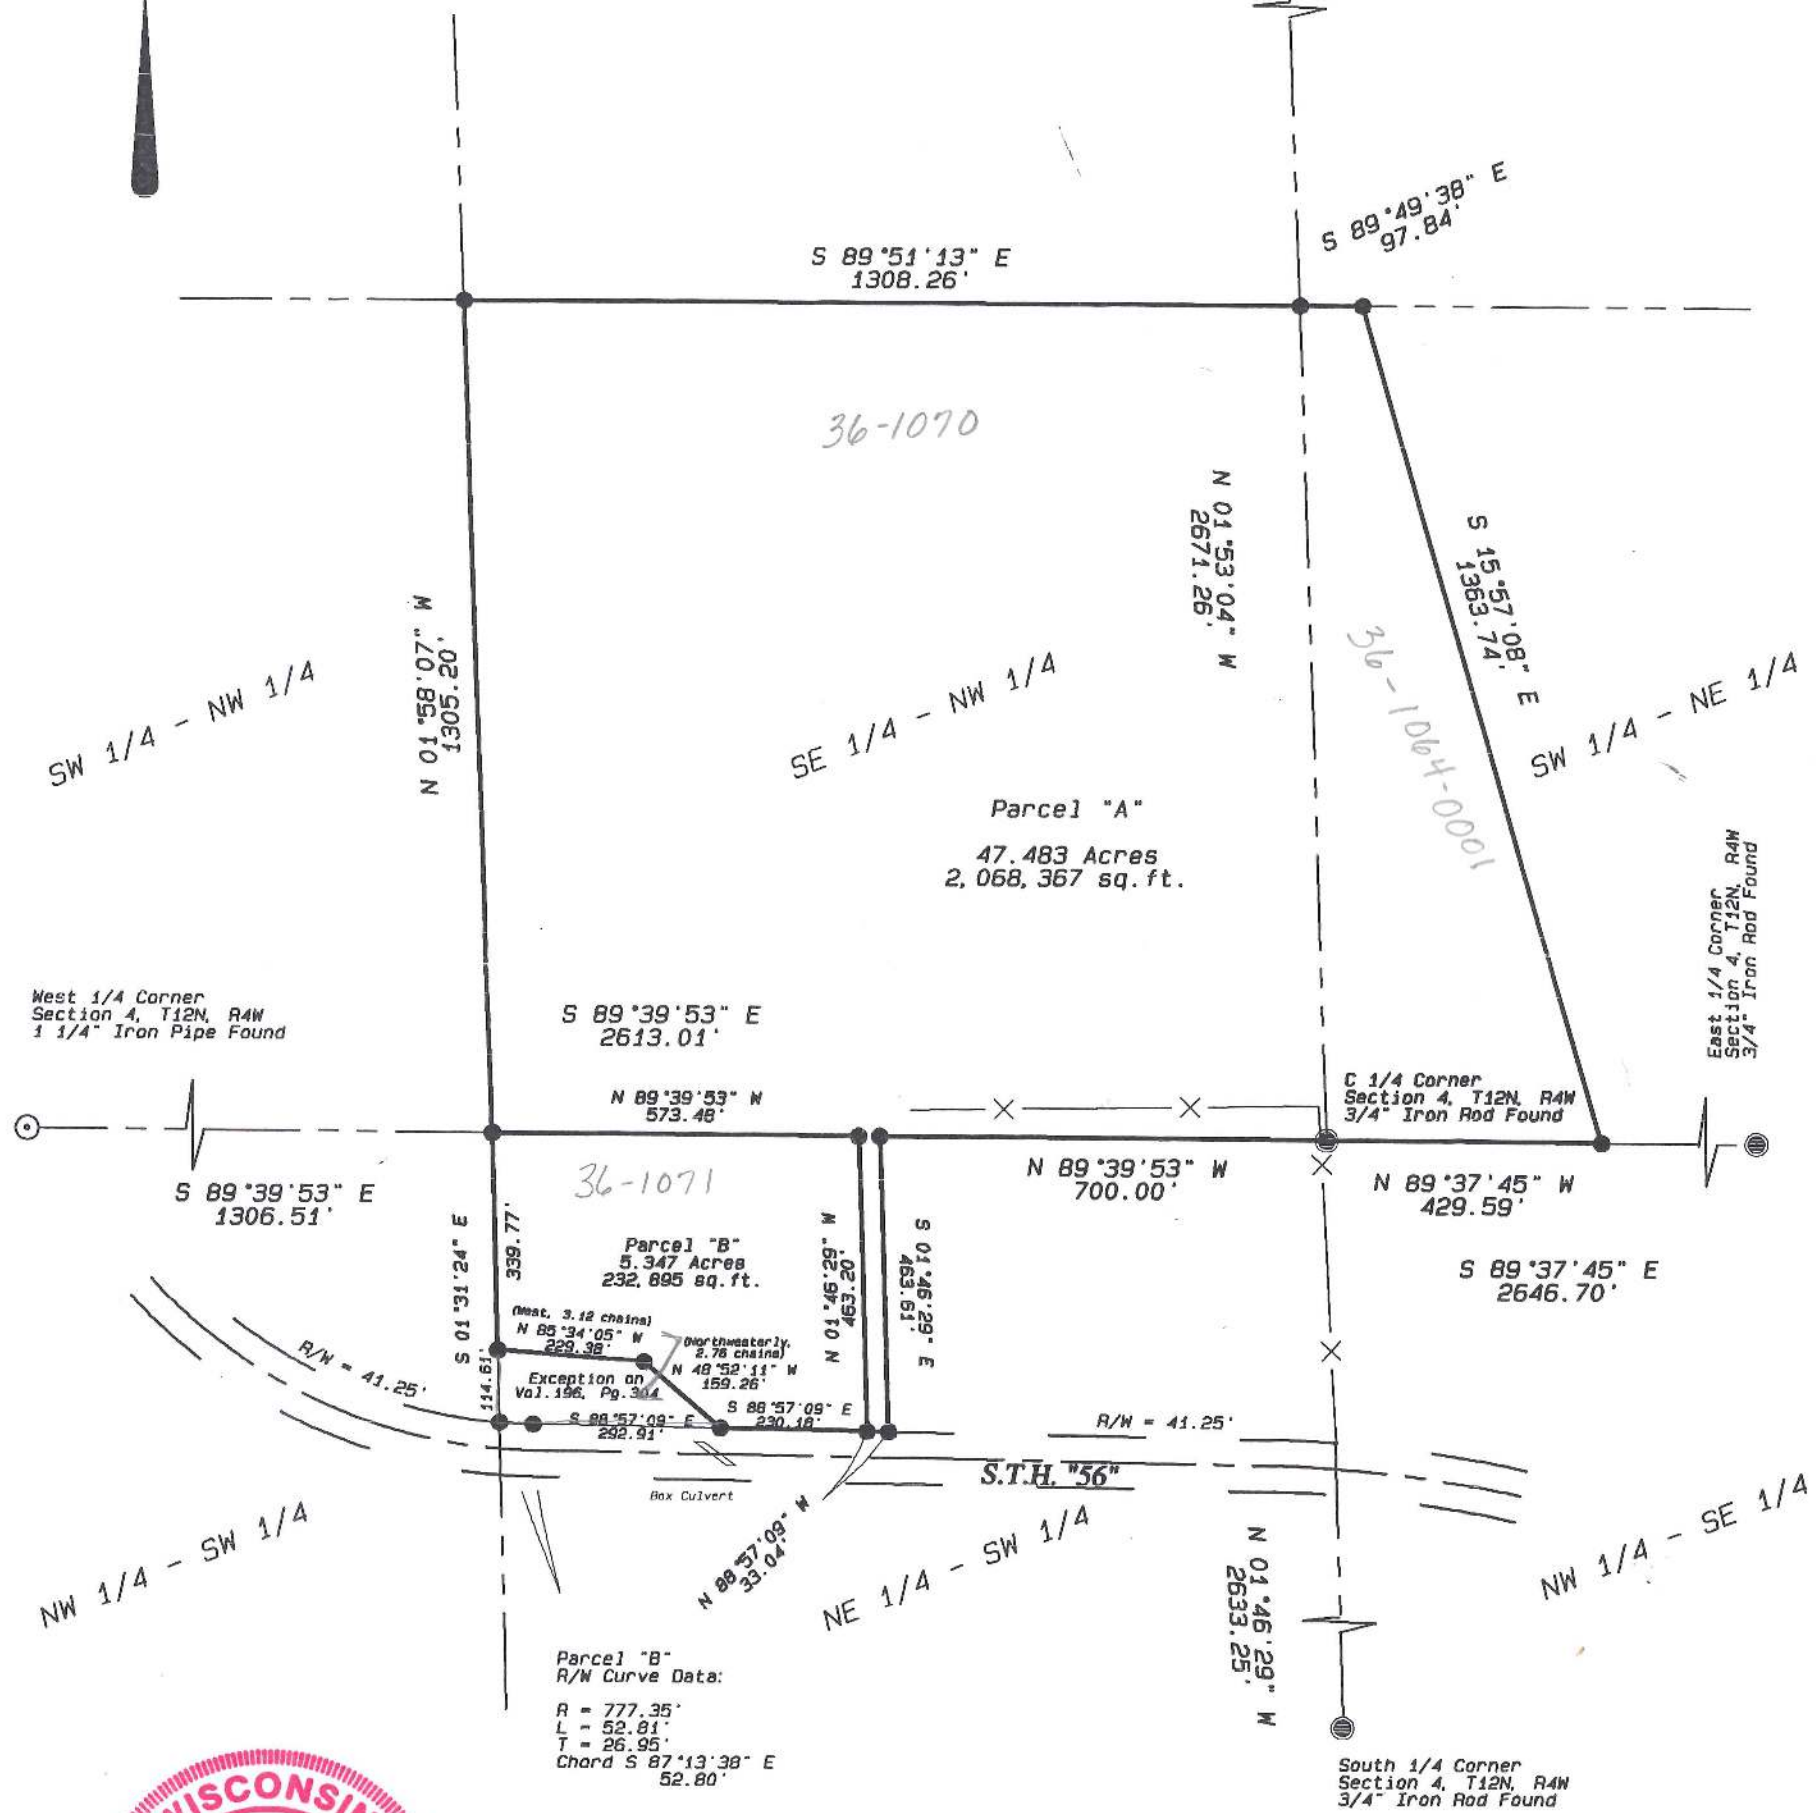 S 89°49'38" E
97.84'
S 89°51'13" E
1308.26'
36-1070
N 01°53'04" W
2671.26'
S 15°57'08" E
1363.74'
N 01°58'07" W
1305.20'
36-1064-0001
SW 1/4 - NW 1/4
SE 1/4 - NW 1/4
SW 1/4 - NE 1/4
Parcel "A"
47.483 Acres
2,068,367 sq.ft.
East 1/4 Corner
Section 4, T12N, R4W
3/4" Iron Rod Found
West 1/4 Corner
Section 4, T12N, R4W
1 1/4" Iron Pipe Found
S 89°39'53" E
2613.01'
N 89°39'53" W
573.48'
C 1/4 Corner
Section 4, T12N, R4W
3/4" Iron Rod Found
S 89°39'53" E
1306.51'
36-1071
N 89°39'53" W
700.00'
N 89°37'45" W
429.59'
S 01°31'24" E
339.77'
114.61'
Parcel "B"
5.347 Acres
232,895 sq.ft.
N 01°46'29" W
463.20'
S 01°46'29" E
463.61'
S 89°37'45" E
2646.70'
(West, 3.12 chains)
N 85°34'05" W
229.38'
(Northwesterly,
2.76 chains)
N 48°52'11" W
159.26'
R/W = 41.25'
Exception on
Vol.196, Pg.304
S 88°57'09" E
292.91'
S 88°57'09" E
230.18'
R/W = 41.25'
S.T.H. "56"
Box Culvert
N 88°57'09" W
33.04'
NW 1/4 - SW 1/4
NE 1/4 - SW 1/4
NW 1/4 - SE 1/4
N 01°46'29" W
2633.25'
Parcel "B"
R/W Curve Data:
R = 777.35'
L = 52.81'
T = 26.95'
Chord S 87°13'38" E
52.80'
South 1/4 Corner
Section 4, T12N, R4W
3/4" Iron Rod Found
WISCONSIN